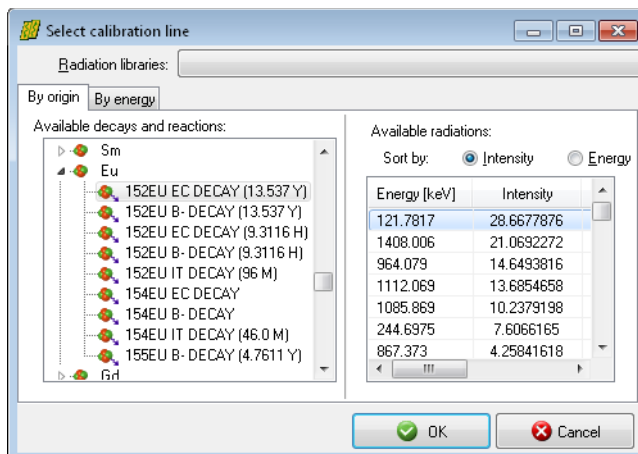 Select calibration line
Radiation libraries:
By origin By energy
Available decays and reactions:
Sm
Eu
152EU EC DECAY (13.537 Y)
152EU B- DECAY (13.537 Y)
152EU EC DECAY (9.3116 H)
152EU B- DECAY (9.3116 H)
152EU IT DECAY (96 M)
154EU EC DECAY
154EU B- DECAY
154EU IT DECAY (46.0 M)
155EU B- DECAY (4.7611 Y)
Gd
Available radiations:
Sort by: Intensity Energy
Energy [keV] Intensity
121.7817 28.6677876
1408.006 21.0692272
964.079 14.6493816
1112.069 13.6854658
1085.869 10.2379198
244.6975 7.6066165
867.373 4.25841618
OK Cancel